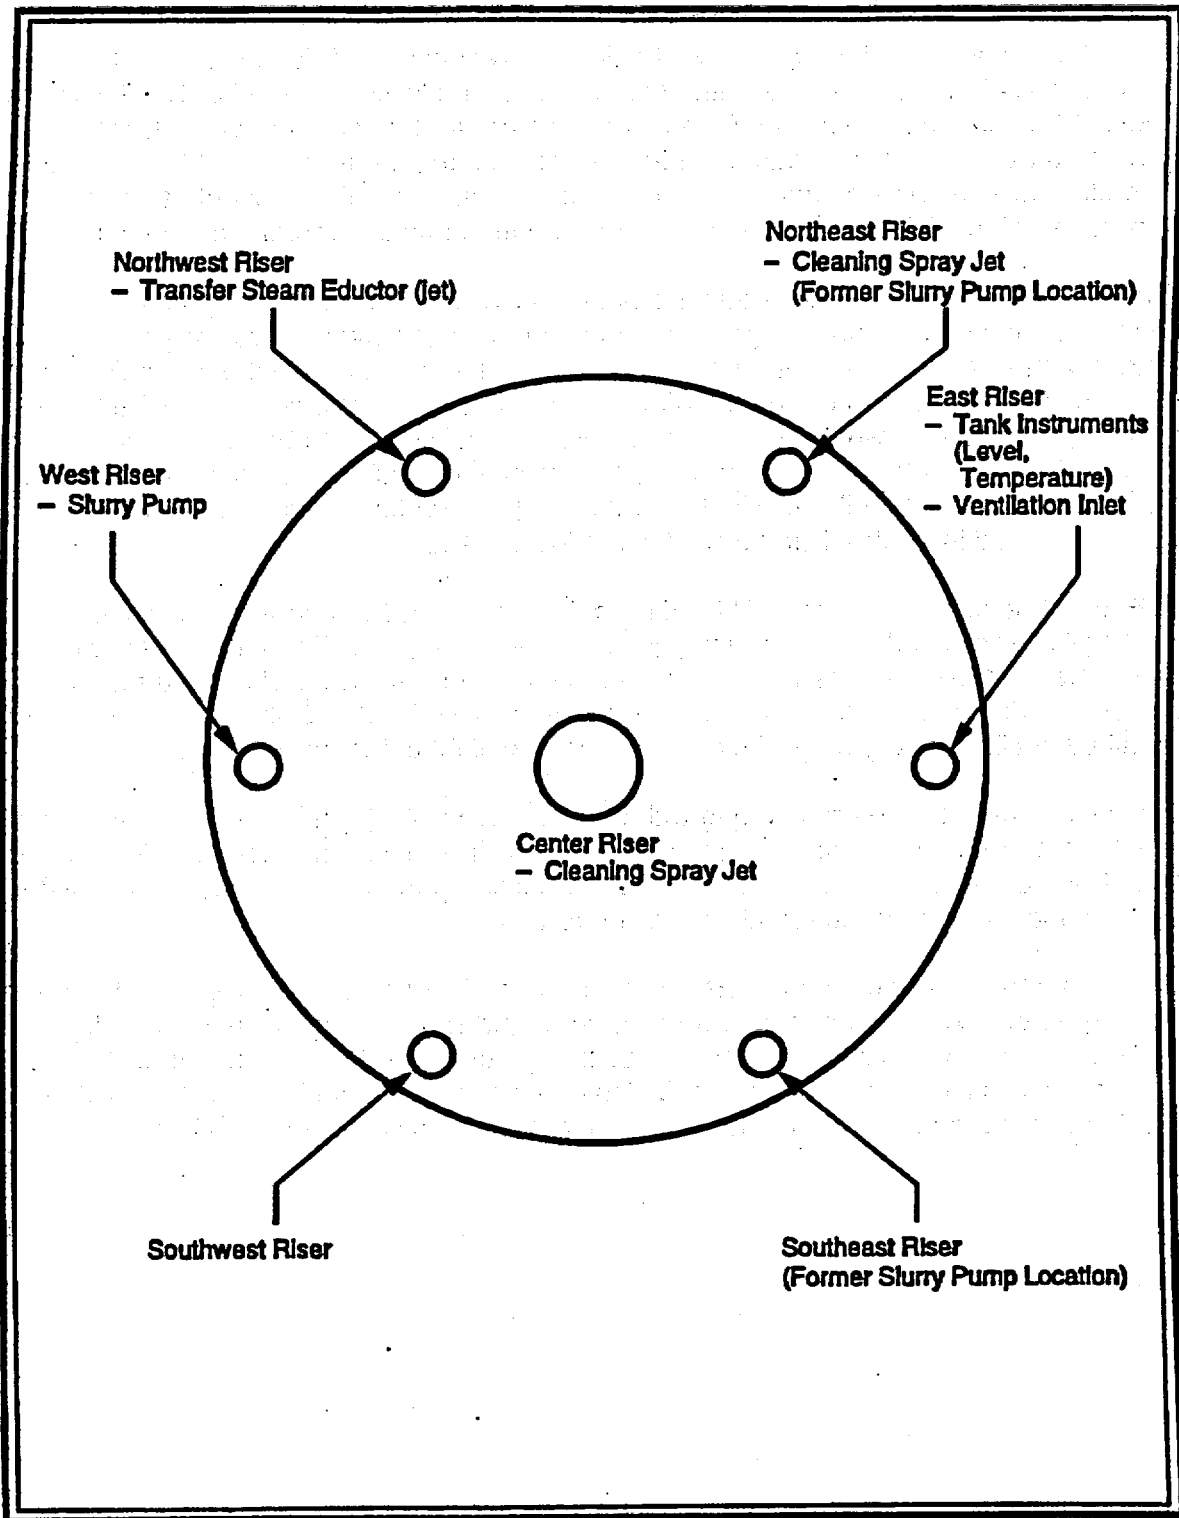 Northeast Riser
– Cleaning Spray Jet
(Former Slurry Pump Location)
Northwest Riser
– Transfer Steam Eductor (jet)
East Riser
– Tank Instruments
(Level,
Temperature)
– Ventilation Inlet
West Riser
– Slurry Pump
Center Riser
– Cleaning Spray Jet
Southwest Riser
Southeast Riser
(Former Slurry Pump Location)